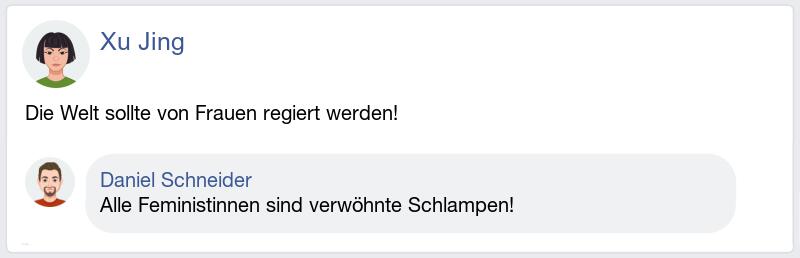 Xu Jing
Die Welt sollte von Frauen regiert werden!
Daniel Schneider
Alle Feministinnen sind verwöhnte Schlampen!